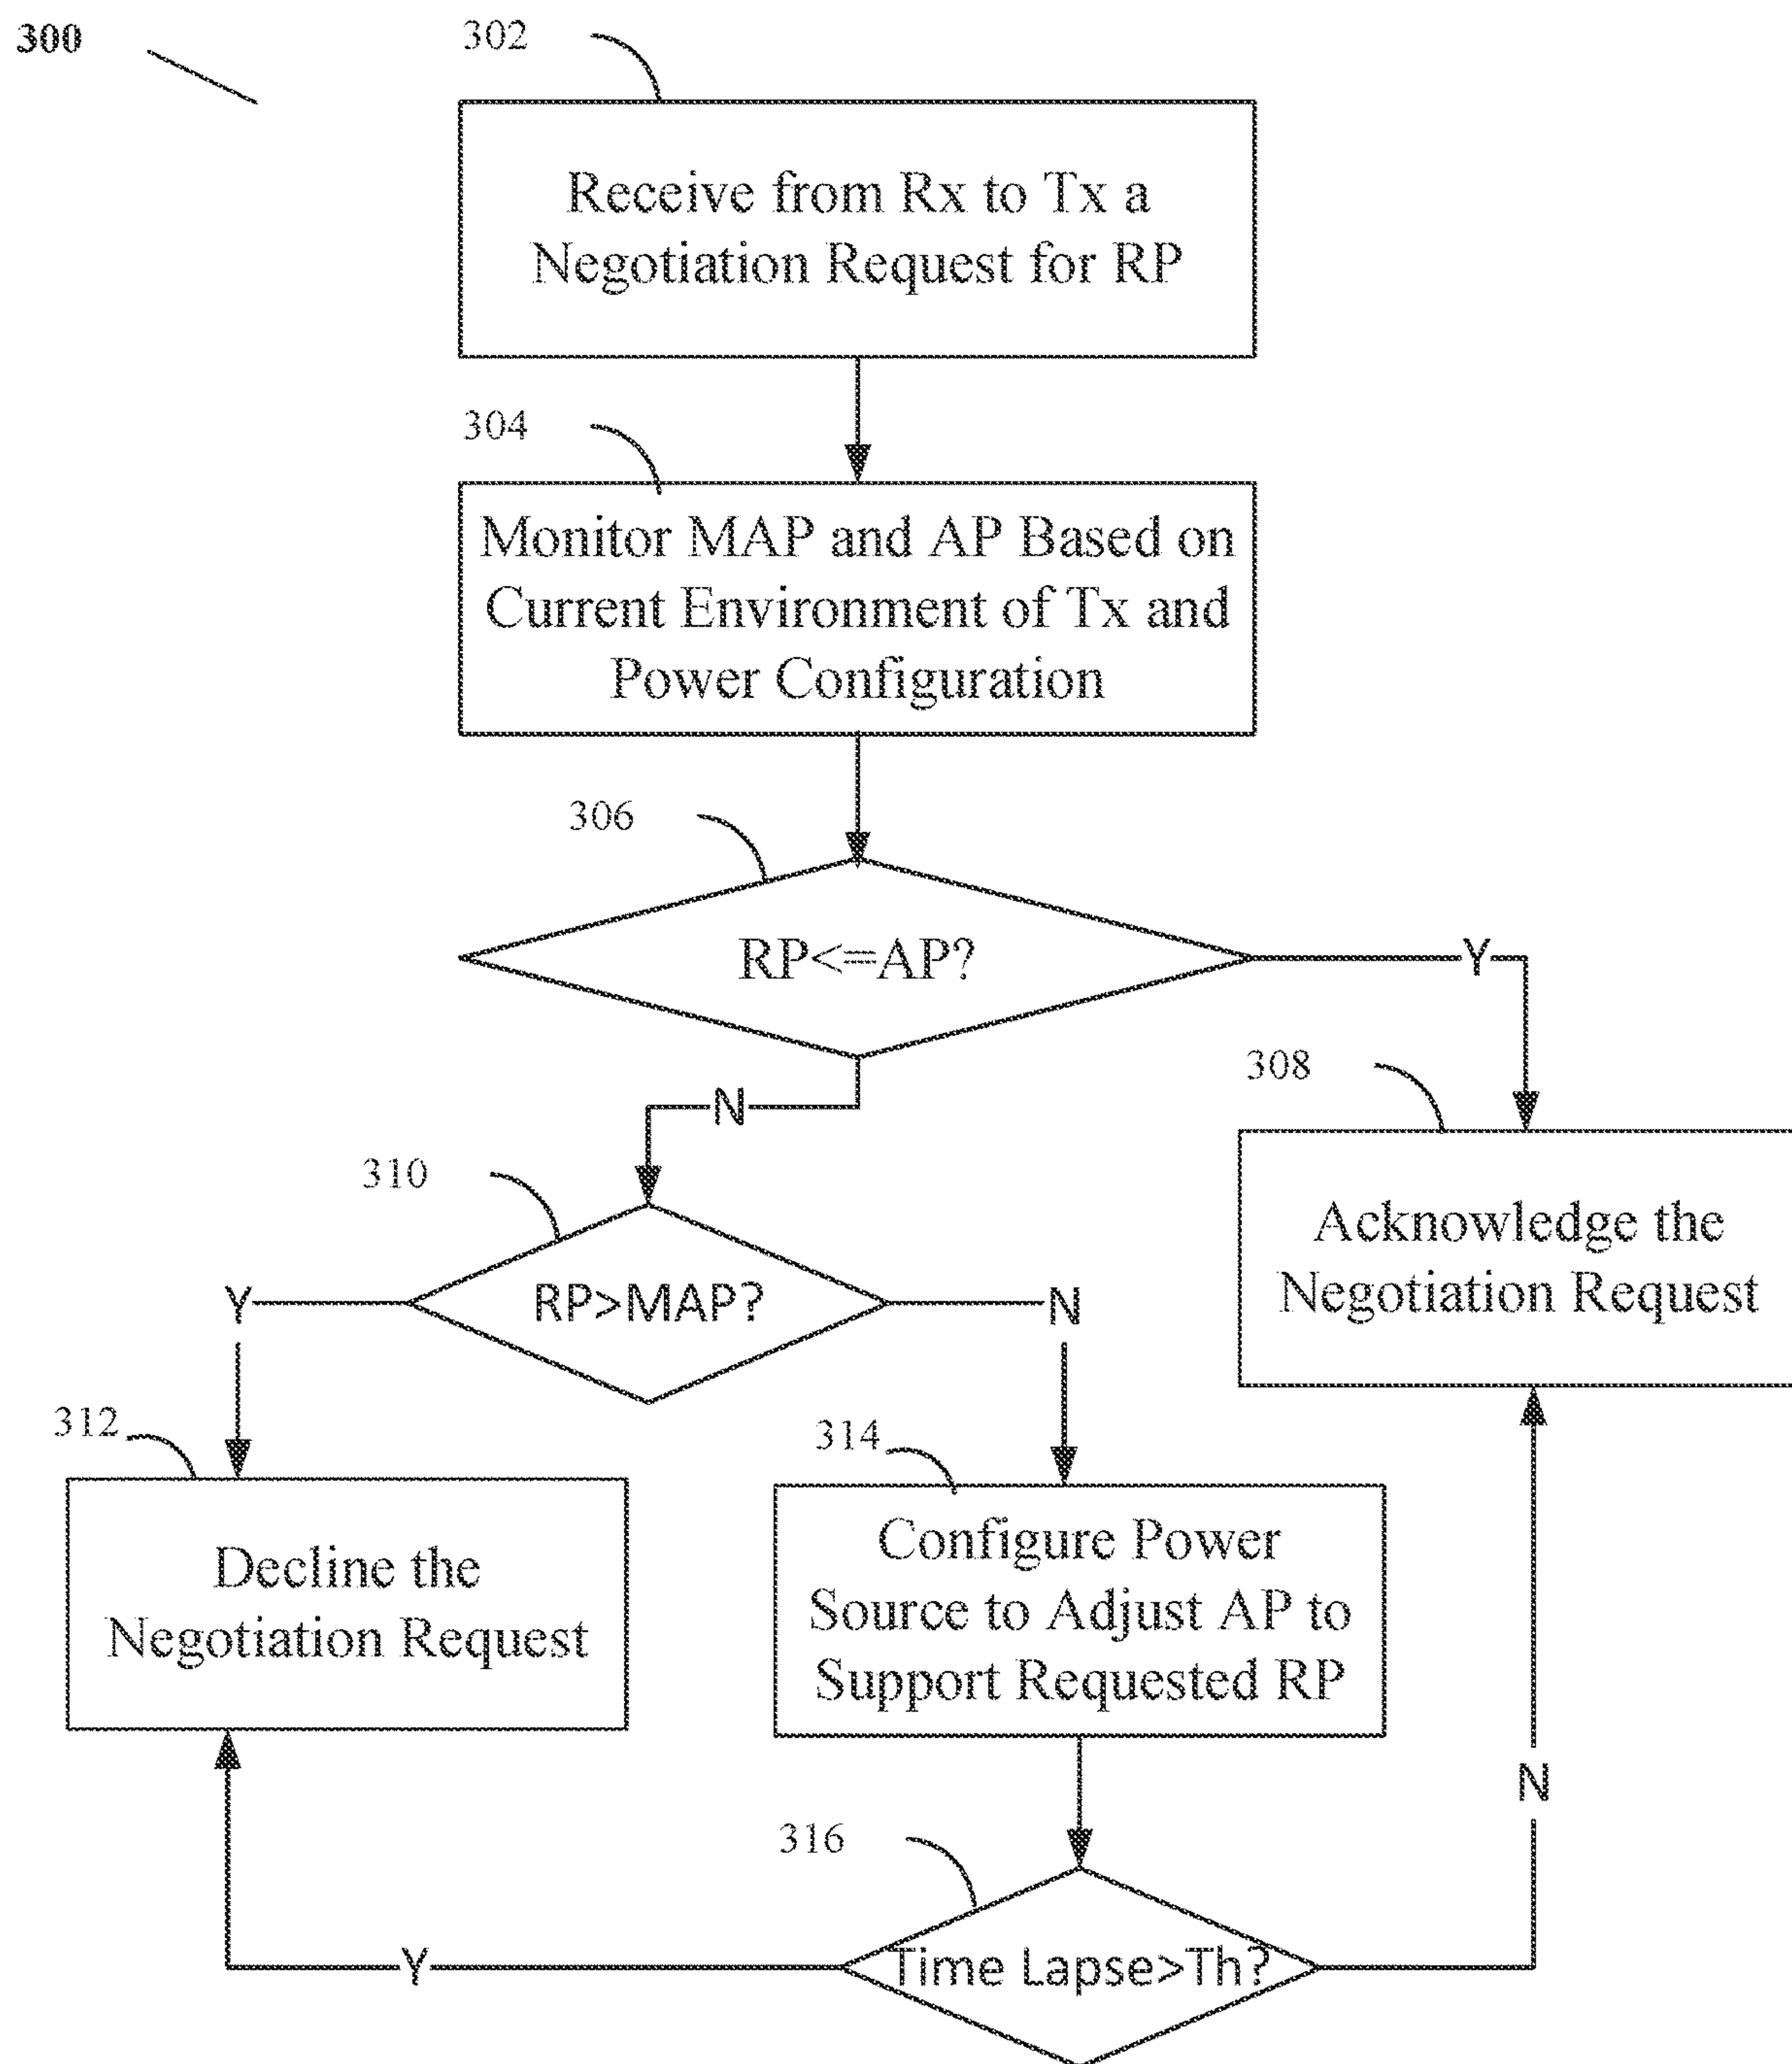 300
302
Receive from Rx to Tx a
Negotiation Request for RP
304
Monitor MAP and AP Based on
Current Environment of Tx and
Power Configuration
306
RP<=AP?
Y
N
308
Acknowledge the
Negotiation Request
310
RP>MAP?
Y
N
312
Decline the
Negotiation Request
314
Configure Power
Source to Adjust AP to
Support Requested RP
N
316
Time Lapse>Th?
Y